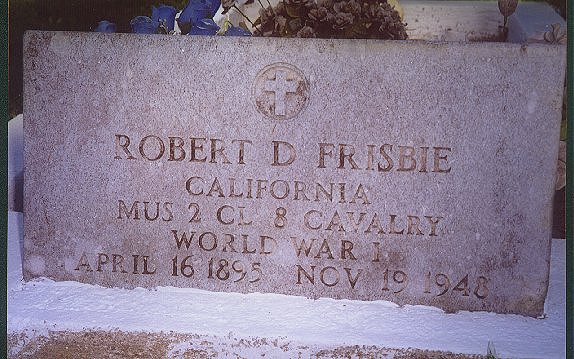 ROBERT D FRISBIE
CALIFORNIA
MUS 2 CL 8 CAVALRY
WORLD WAR I
APRIL 16 1895 NOV 19 1948